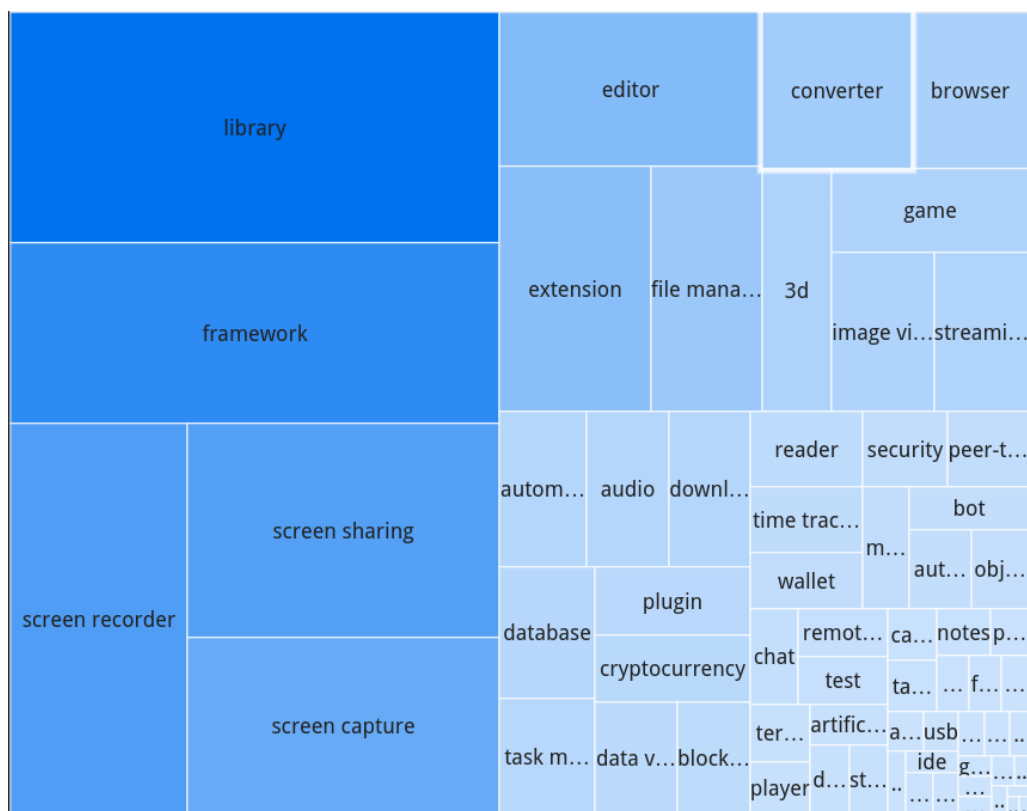 library
framework
screen recorder
screen sharing
screen capture
editor
converter
browser
extension
file mana…
3d
game
image vi…
streami…
autom…
audio
downl…
database
plugin
cryptocurrency
task m…
data v…
block…
reader
security
peer-t…
time trac…
wallet
m…
bot
aut…
obj…
chat
remot…
test
ca…
notes
p…
ta…
…
f…
…
ter…
artific…
player
d…
st…
a…
usb
…
…
..
..
ide
…
…
g…
…
…
..
..